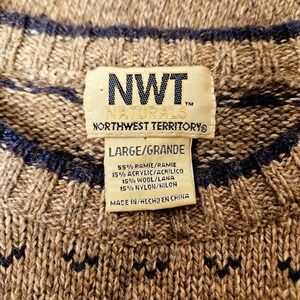 NWT™
NATURALS
NORTHWEST TERRITORY®
LARGE/GRANDE
55% RAMIE/RAMIE
15% ACRYLIC/ACRILICO
15% WOOL/LANA
15% NYLON/NILON
MADE IN/HECHO EN CHINA